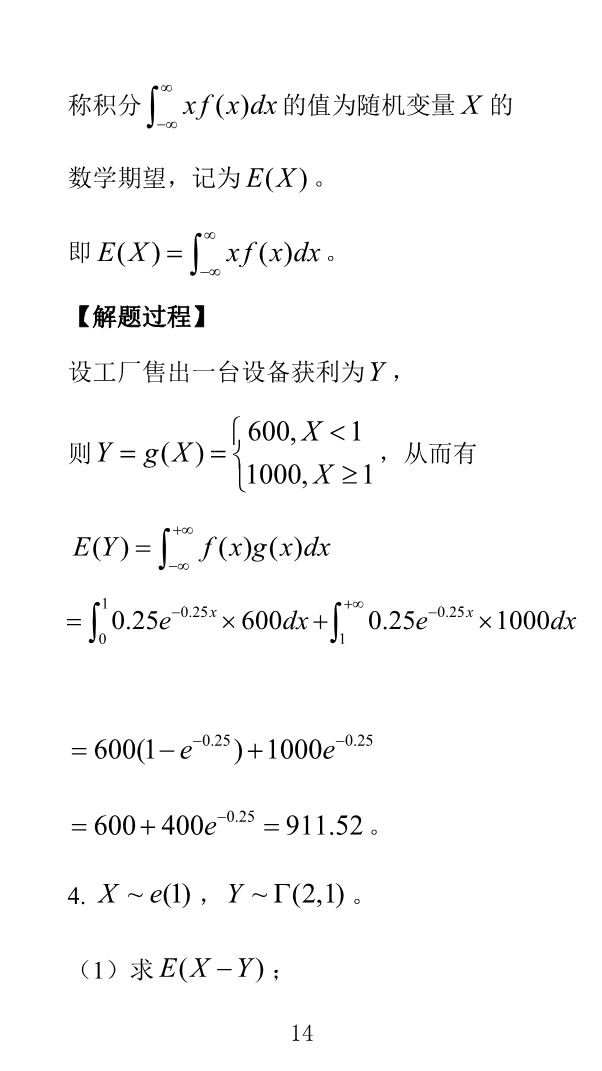 称积分$\int_{-\infty}^{\infty} xf(x)dx$的值为随机变量$X$的
数学期望，记为$E(X)$。
即$E(X)=\int_{-\infty}^{\infty} xf(x)dx$。
【解题过程】
设工厂售出一台设备获利为$Y$，
则$Y=g(X)=\begin{cases}600, X<1\\1000, X\geq 1\end{cases}$，从而有
$E(Y)=\int_{-\infty}^{+\infty} f(x)g(x)dx$
$=\int_{0}^{1} 0.25e^{-0.25x}\times 600dx+\int_{1}^{+\infty} 0.25e^{-0.25x}\times 1000dx$
$=600(1-e^{-0.25})+1000e^{-0.25}$
$=600+400e^{-0.25}=911.52$。
4. $X\sim e(1)$，$Y\sim\Gamma(2,1)$。
（1）求$E(X-Y)$；
14